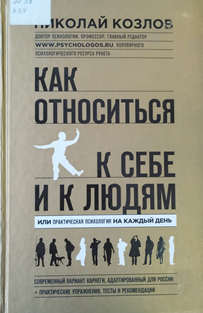 НИКОЛАЙ КОЗЛОВ
ДОКТОР ПСИХОЛОГИИ, ПРОФЕССОР, ГЛАВНЫЙ РЕДАКТОР
WWW.PSYCHOLOGOS.RU, ПОПУЛЯРНОГО
ПСИХОЛОГИЧЕСКОГО РЕСУРСА РУНЕТА
КАК
ОТНОСИТЬСЯ
К СЕБЕ
И К ЛЮДЯМ
ИЛИ ПРАКТИЧЕСКАЯ ПСИХОЛОГИЯ НА КАЖДЫЙ ДЕНЬ
СОВРЕМЕННЫЙ ВАРИАНТ КАРНЕГИ, АДАПТИРОВАННЫЙ ДЛЯ РОССИИ
+ ПРАКТИЧЕСКИЕ УПРАЖНЕНИЯ, ТЕСТЫ И РЕКОМЕНДАЦИИ